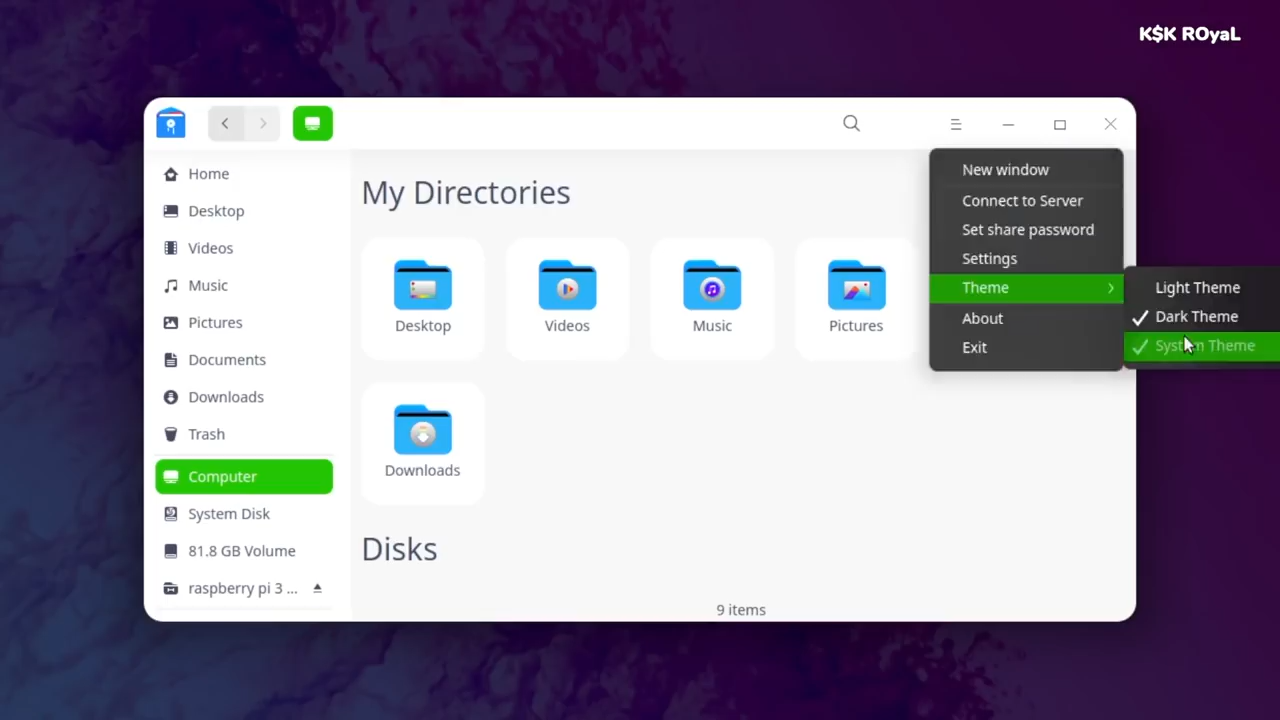 K$K ROyaL
Home
Desktop
Videos
Music
Pictures
Documents
Downloads
Trash
Computer
System Disk
81.8 GB Volume
raspberry pi 3 ...
My Directories
Desktop
Videos
Music
Pictures
Downloads
Disks
9 items
New window
Connect to Server
Set share password
Settings
Theme
About
Exit
Light Theme
Dark Theme
System Theme